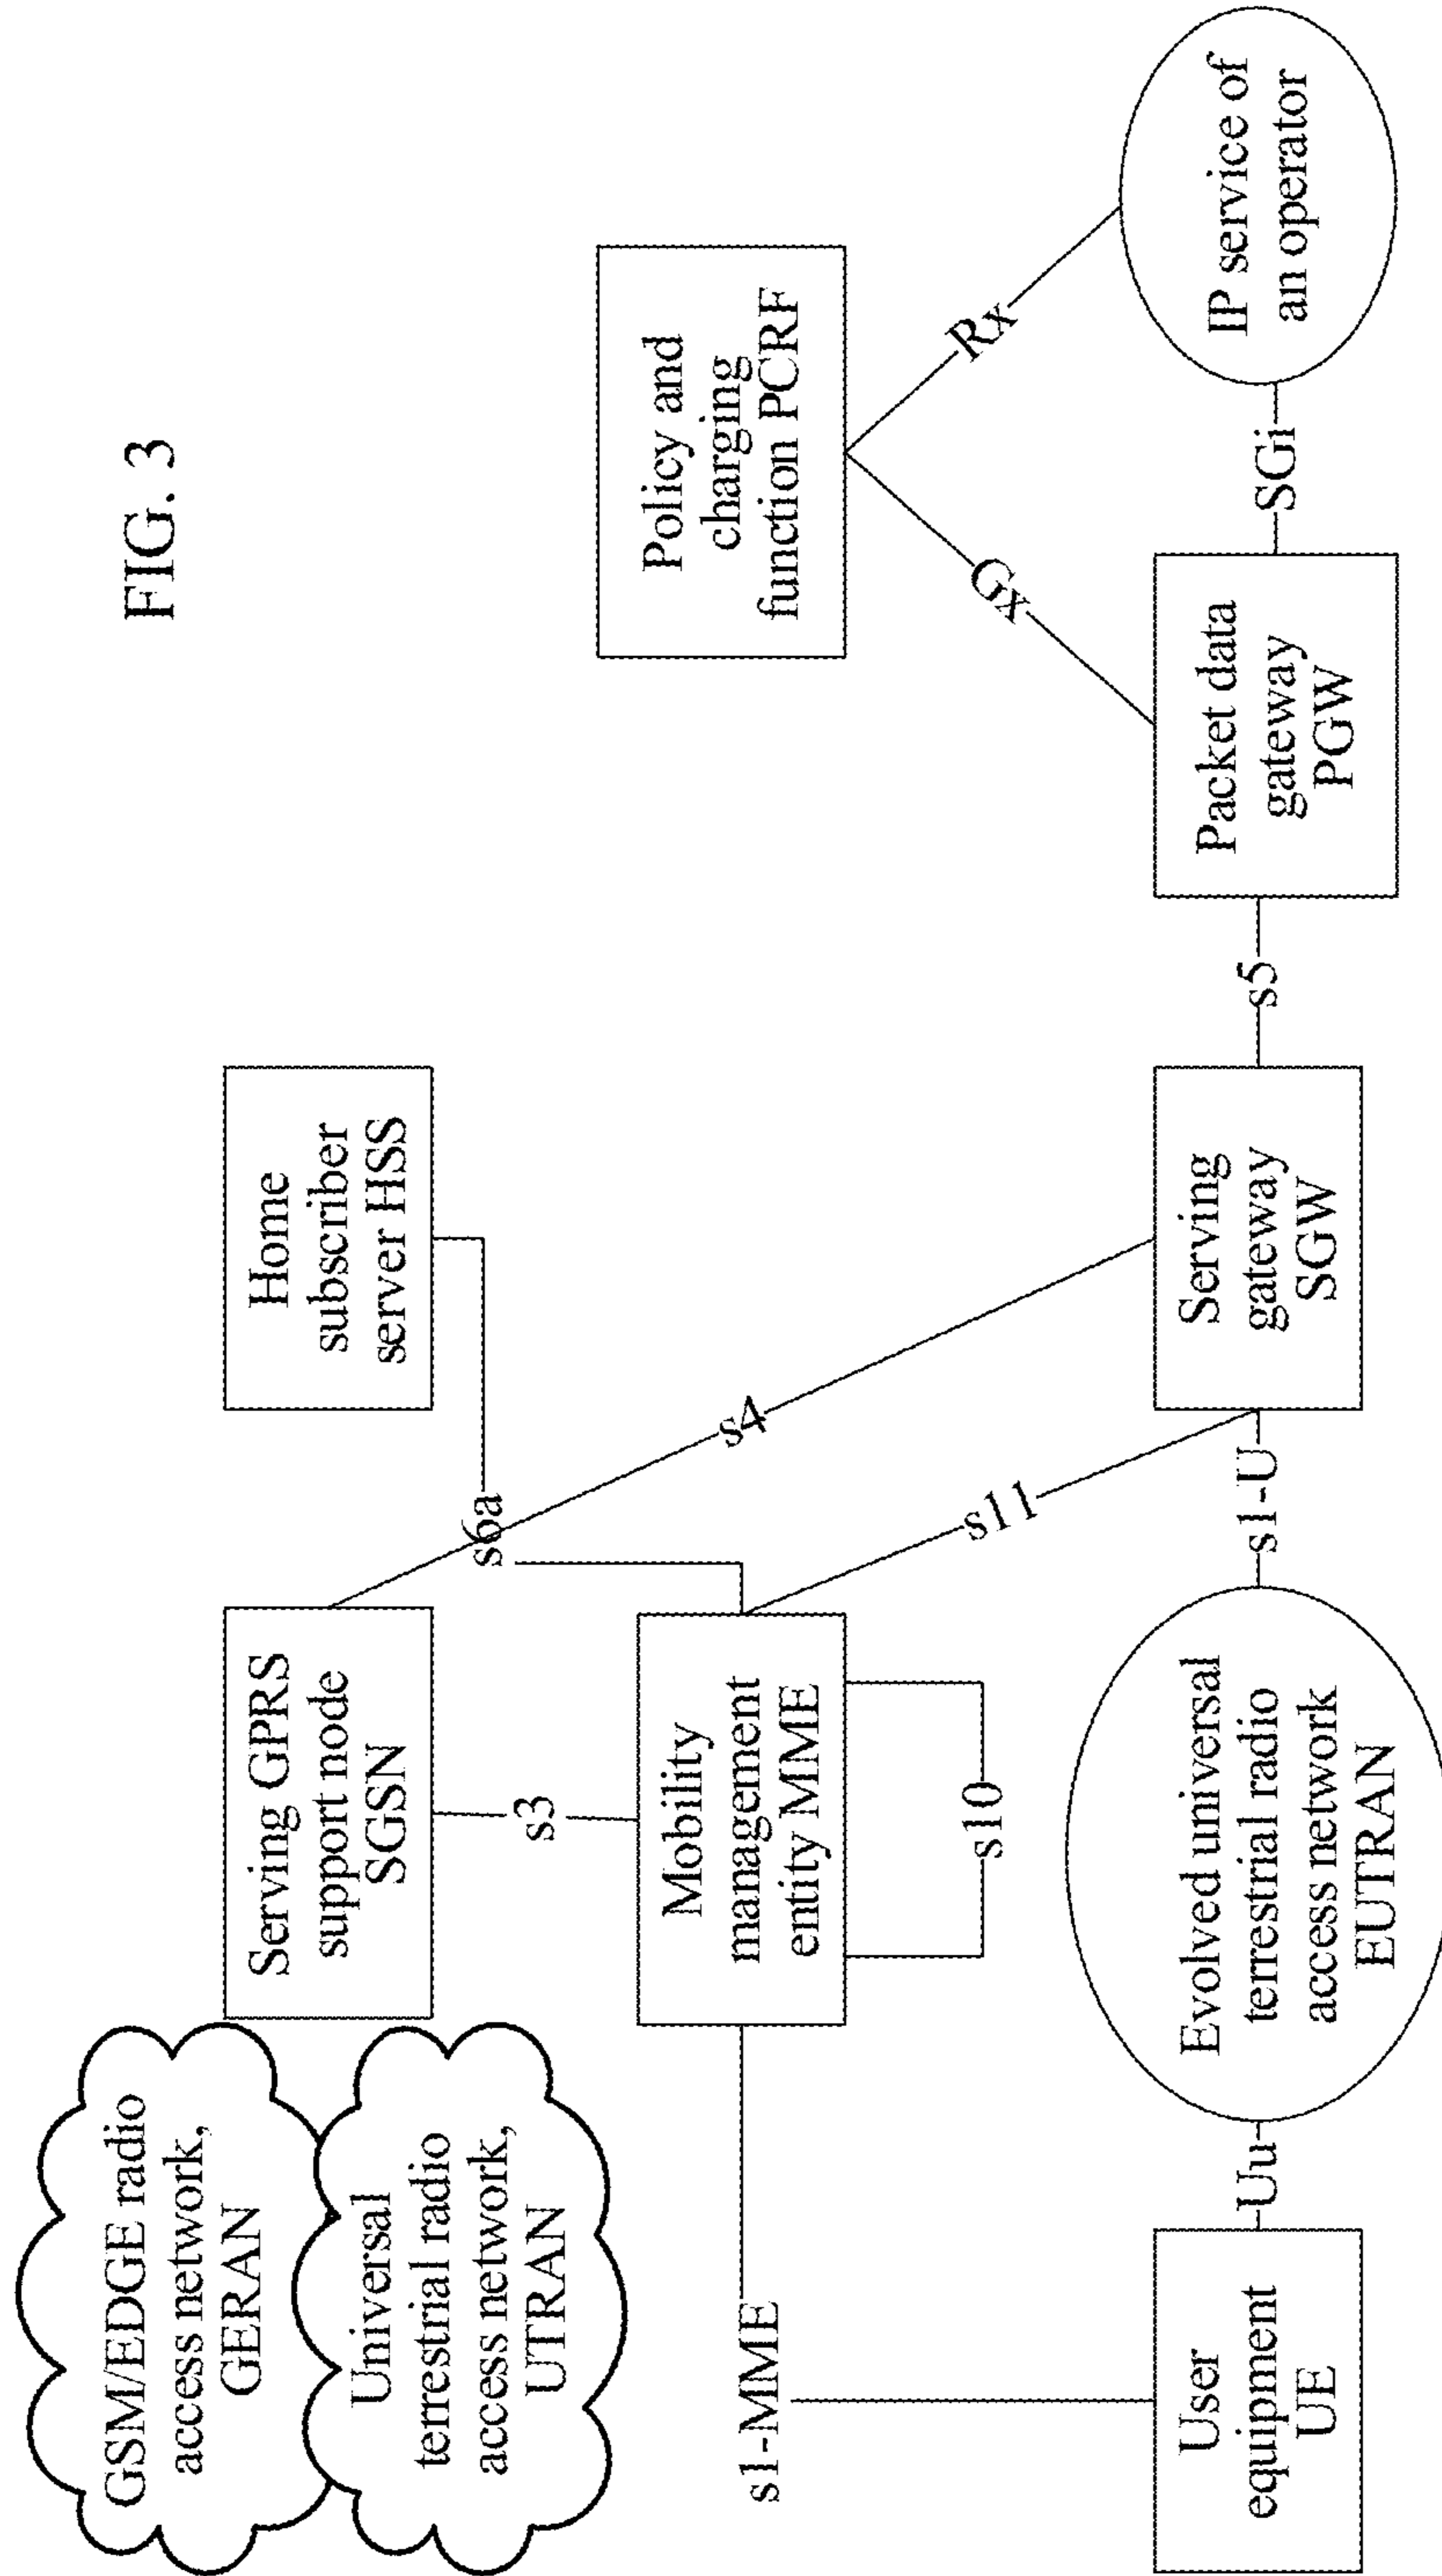 FIG. 3
GSM/EDGE radio
access network,
GERAN
Universal
terrestrial radio
access network,
UTRAN
Serving GPRS
support node
SGSN
Home
subscriber
server HSS
s3
s6a
s4
Mobility
management
entity MME
s10
s11
s1-MME
Policy and
charging
function PCRF
Gx
Rx
User
equipment
UE
Uu
Evolved universal
terrestrial radio
access network
EUTRAN
s1-U
Serving
gateway
SGW
s5
Packet data
gateway
PGW
SGi
IP service of
an operator